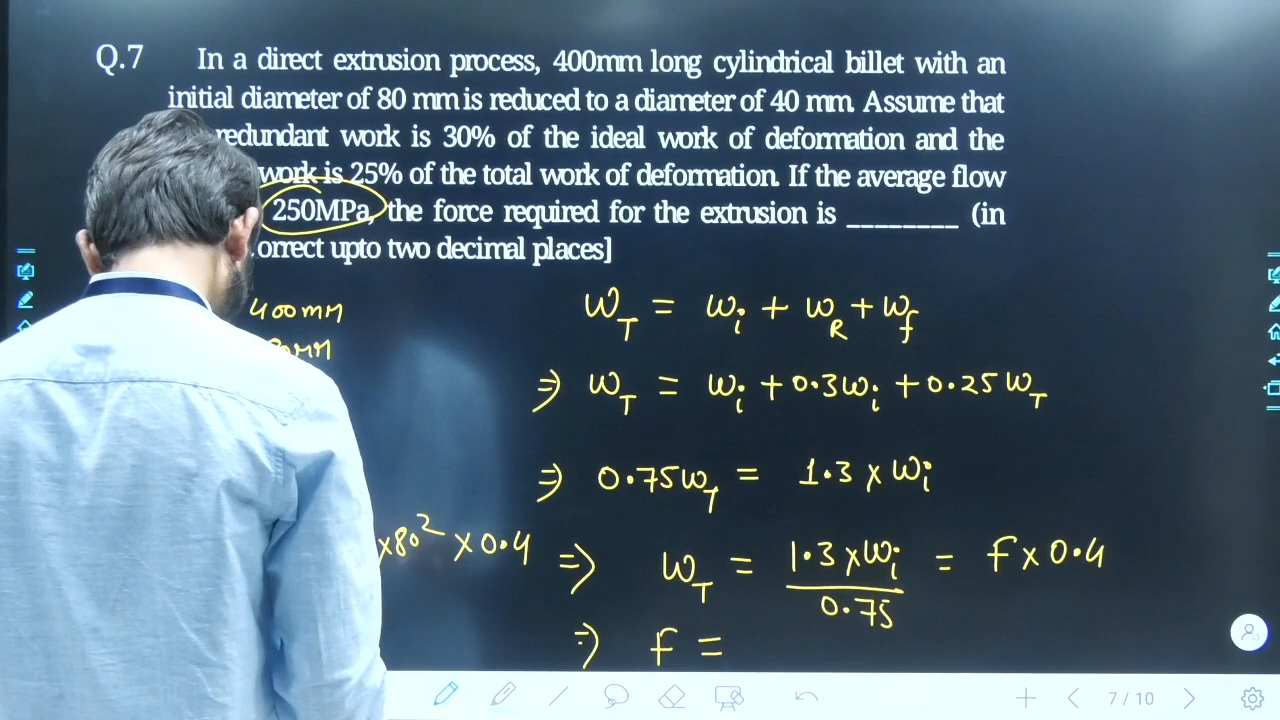 Q.7 In a direct extrusion process, 400mm long cylindrical billet with an
initial diameter of 80 mm is reduced to a diameter of 40 mm. Assume that
redundant work is 30% of the ideal work of deformation and the
work is 25% of the total work of deformation. If the average flow
250MPa, the force required for the extrusion is ________ (in
orrect upto two decimal places]
400mm
0mm
W_T = W_i + W_R + W_f
⇒ W_T = W_i + 0.3W_i + 0.25 W_T
⇒ 0.75W_T = 1.3 × W_i
×80² × 0.4
⇒ W_T = 1.3 × W_i / 0.75 = F × 0.4
⇒ F =
7 / 10